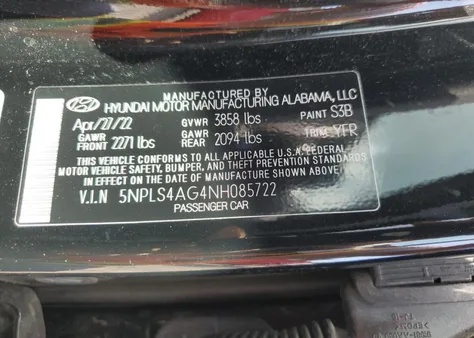 MANUFACTURED BY
HYUNDAI MOTOR MANUFACTURING ALABAMA, LLC
Apr/27/22 GVWR 3858 lbs PAINT S3B
GAWR FRONT 2271 lbs GAWR REAR 2094 lbs TRIM YFR
THIS VEHICLE CONFORMS TO ALL APPLICABLE U.S.A. FEDERAL
MOTOR VEHICLE SAFETY, BUMPER, AND THEFT PREVENTION STANDARDS
IN EFFECT ON THE DATE OF MANUFACTURE SHOWN ABOVE.
V.I.N 5NPLS4AG4NH085722
PASSENGER CAR